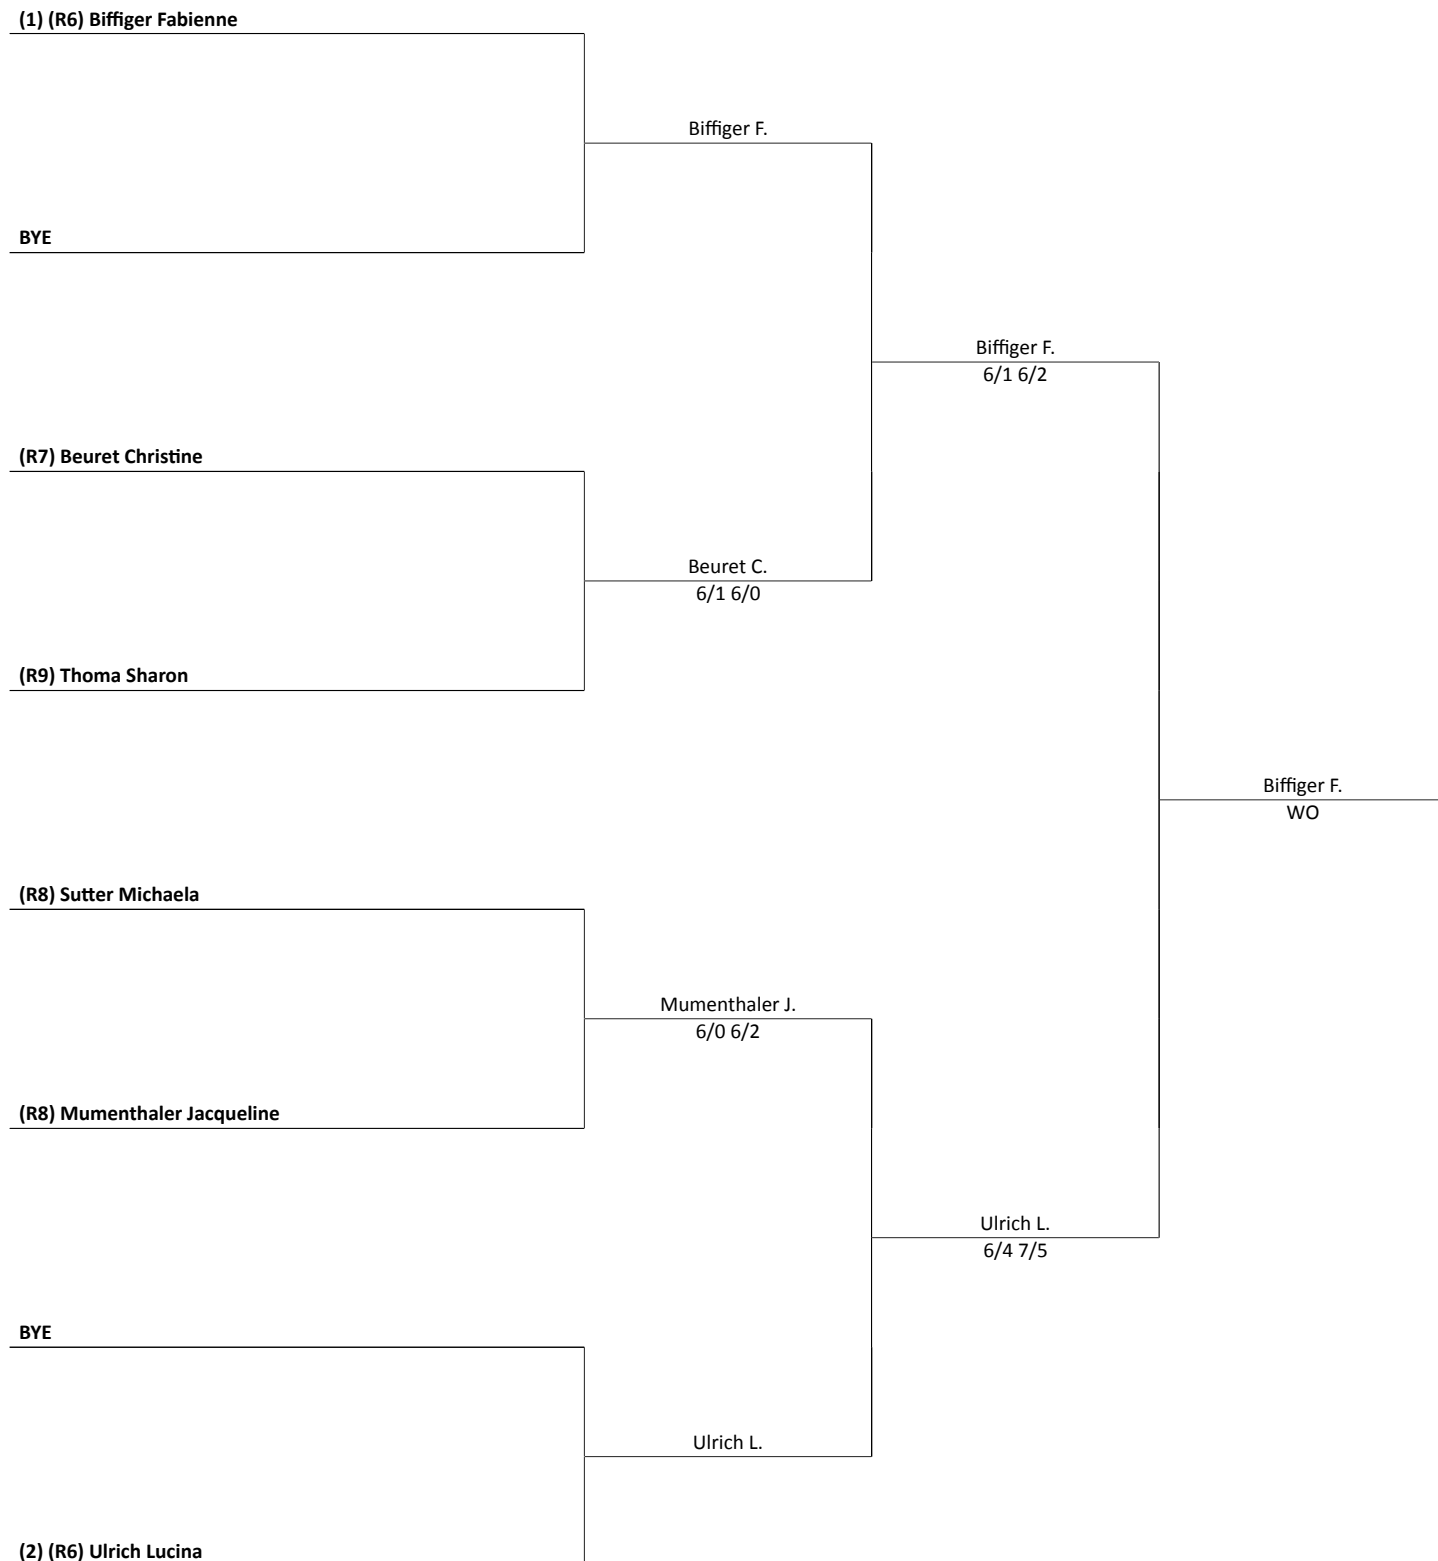 (1) (R6) Biffiger Fabienne
Biffiger F.
BYE
Biffiger F.
6/1 6/2
(R7) Beuret Christine
Beuret C.
6/1 6/0
(R9) Thoma Sharon
Biffiger F.
WO
(R8) Sutter Michaela
Mumenthaler J.
6/0 6/2
(R8) Mumenthaler Jacqueline
Ulrich L.
6/4 7/5
BYE
Ulrich L.
(2) (R6) Ulrich Lucina